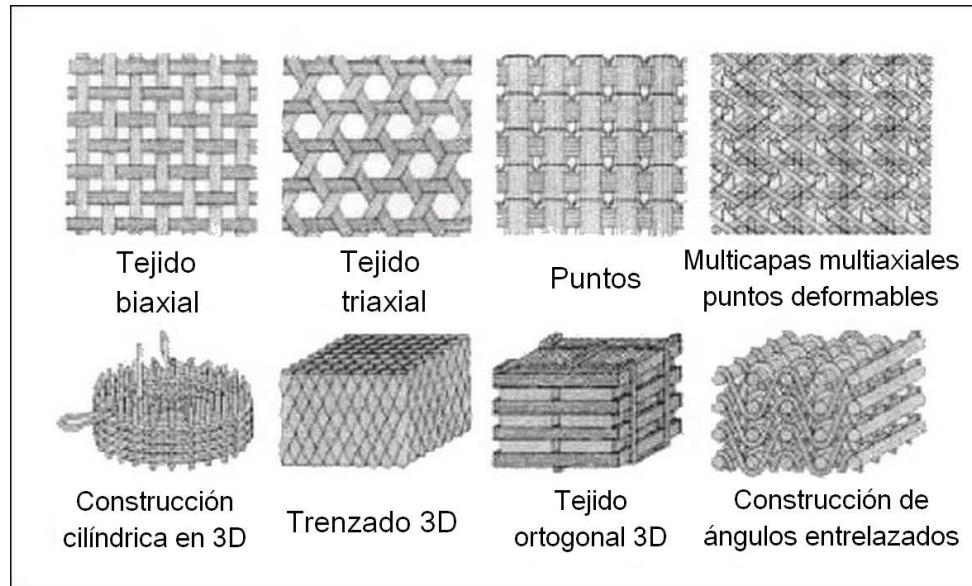 Tejido
biaxial
Tejido
triaxial
Puntos
Multicapas multiaxiales
puntos deformables
Construcción
cilíndrica en 3D
Trenzado 3D
Tejido
ortogonal 3D
Construcción de
ángulos entrelazados